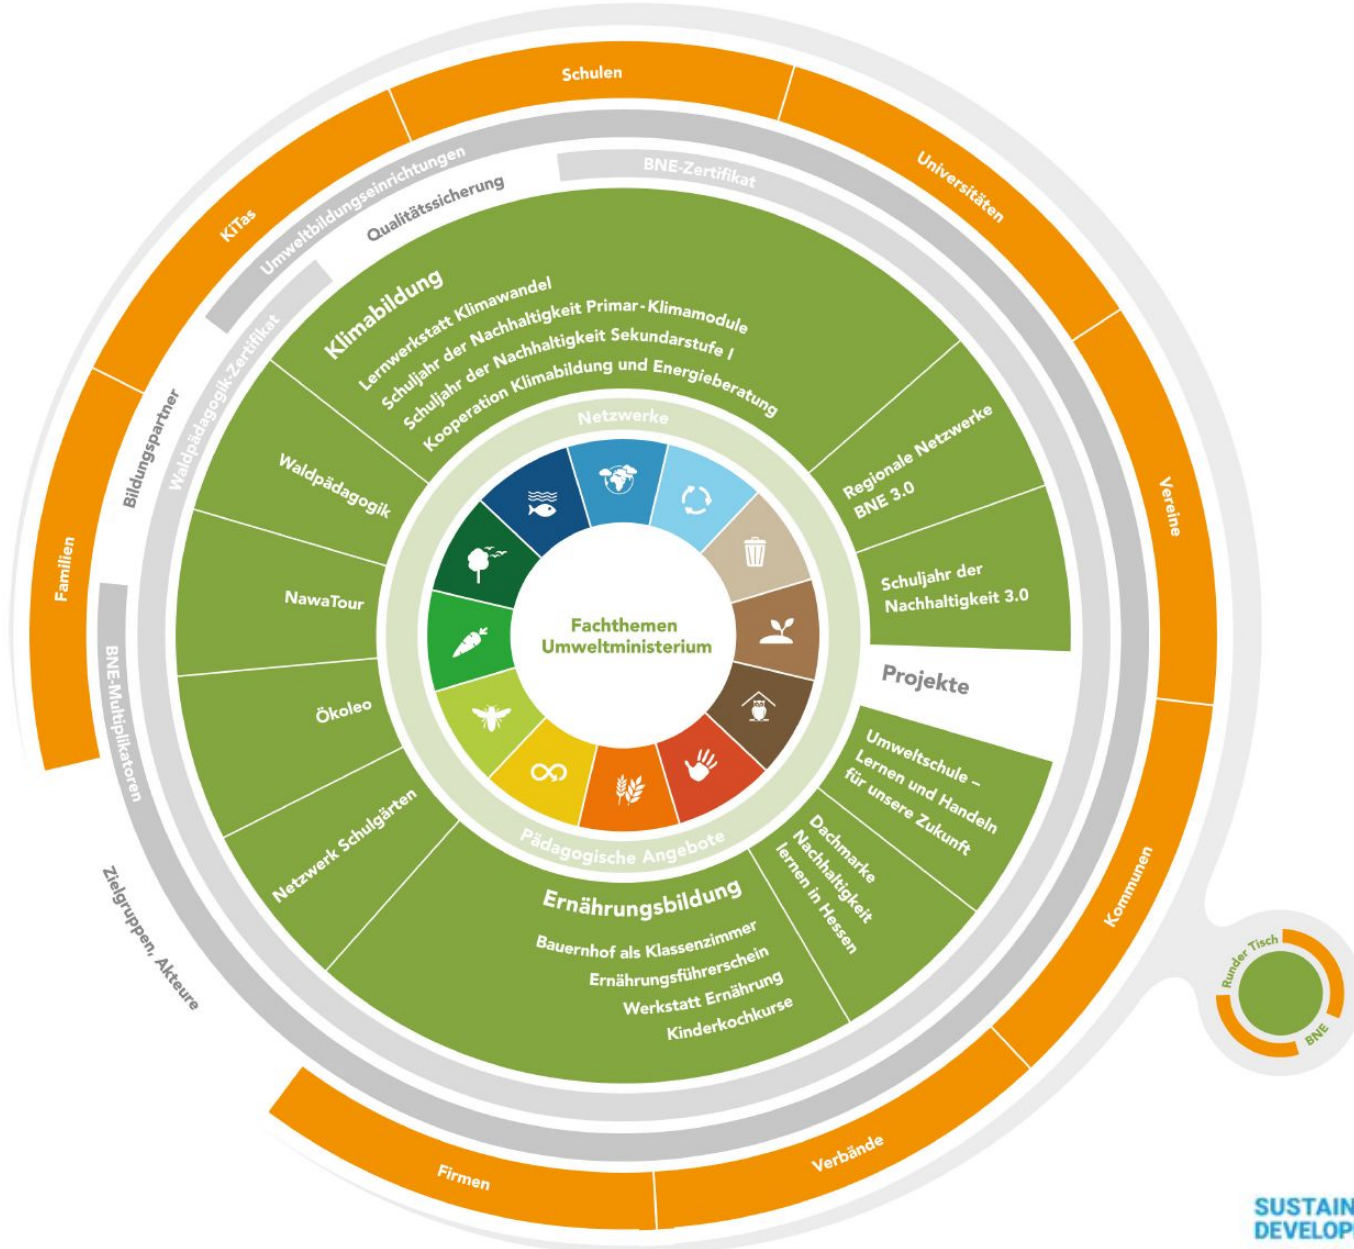 Schulen
Universitäten
Vereine
Kommunen
Verbände
Firmen
Familien
KiTas
Zielgruppen, Akteure
Umweltbildungseinrichtungen
BNE-Multiplikatoren
Bildungspartner
Qualitätssicherung
BNE-Zertifikat
Waldpädagogik-Zertifikat
Klimabildung
Lernwerkstatt Klimawandel
Schuljahr der Nachhaltigkeit Primar-Klimamodule
Schuljahr der Nachhaltigkeit Sekundarstufe I
Kooperation Klimabildung und Energieberatung
Regionale Netzwerke
BNE 3.0
Schuljahr der
Nachhaltigkeit 3.0
Projekte
Umweltschule –
Lernen und Handeln
für unsere Zukunft
Dachmarke
Nachhaltigkeit
lernen in Hessen
Ernährungsbildung
Bauernhof als Klassenzimmer
Ernährungsführerschein
Werkstatt Ernährung
Kinderkochkurse
Netzwerk Schulgärten
Ökoleo
NawaTour
Waldpädagogik
Netzwerke
Pädagogische Angebote
Fachthemen
Umweltministerium
Runder Tisch
BNE
SUSTAIN
DEVELOP